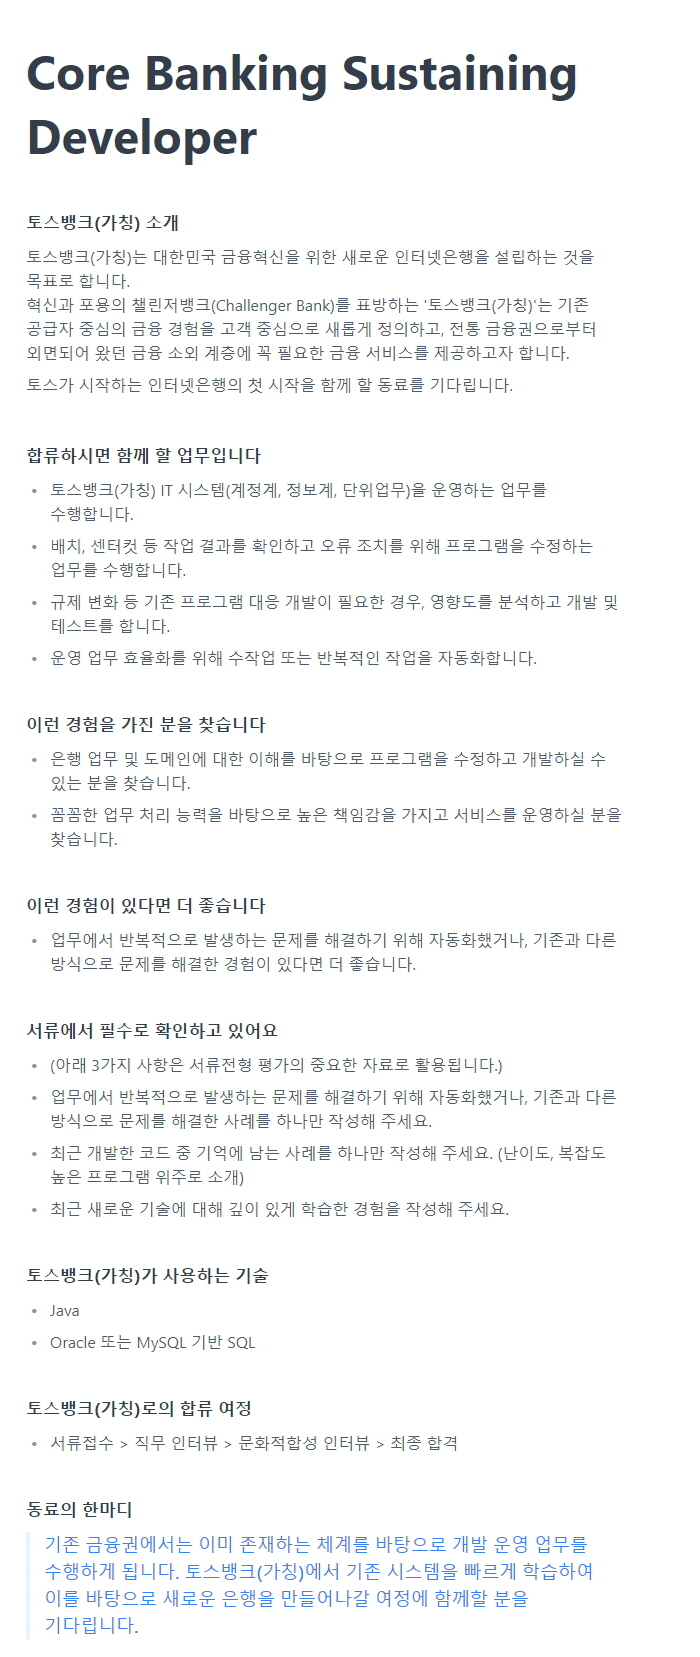 Core Banking Sustaining
Developer
토스뱅크(가칭) 소개
토스뱅크(가칭)는 대한민국 금융혁신을 위한 새로운 인터넷은행을 설립하는 것을
목표로 합니다.
혁신과 포용의 챌린저뱅크(Challenger Bank)를 표방하는 '토스뱅크(가칭)'는 기존
공급자 중심의 금융 경험을 고객 중심으로 새롭게 정의하고, 전통 금융권으로부터
외면되어 왔던 금융 소외 계층에 꼭 필요한 금융 서비스를 제공하고자 합니다.
토스가 시작하는 인터넷은행의 첫 시작을 함께 할 동료를 기다립니다.
합류하시면 함께 할 업무입니다
• 토스뱅크(가칭) IT 시스템(계정계, 정보계, 단위업무)을 운영하는 업무를
수행합니다.
• 배치, 센터컷 등 작업 결과를 확인하고 오류 조치를 위해 프로그램을 수정하는
업무를 수행합니다.
• 규제 변화 등 기존 프로그램 대응 개발이 필요한 경우, 영향도를 분석하고 개발 및
테스트를 합니다.
• 운영 업무 효율화를 위해 수작업 또는 반복적인 작업을 자동화합니다.
이런 경험을 가진 분을 찾습니다
• 은행 업무 및 도메인에 대한 이해를 바탕으로 프로그램을 수정하고 개발하실 수
있는 분을 찾습니다.
• 꼼꼼한 업무 처리 능력을 바탕으로 높은 책임감을 가지고 서비스를 운영하실 분을
찾습니다.
이런 경험이 있다면 더 좋습니다
• 업무에서 반복적으로 발생하는 문제를 해결하기 위해 자동화했거나, 기존과 다른
방식으로 문제를 해결한 경험이 있다면 더 좋습니다.
서류에서 필수로 확인하고 있어요
• (아래 3가지 사항은 서류전형 평가의 중요한 자료로 활용됩니다.)
• 업무에서 반복적으로 발생하는 문제를 해결하기 위해 자동화했거나, 기존과 다른
방식으로 문제를 해결한 사례를 하나만 작성해 주세요.
• 최근 개발한 코드 중 기억에 남는 사례를 하나만 작성해 주세요. (난이도, 복잡도
높은 프로그램 위주로 소개)
• 최근 새로운 기술에 대해 깊이 있게 학습한 경험을 작성해 주세요.
토스뱅크(가칭)가 사용하는 기술
• Java
• Oracle 또는 MySQL 기반 SQL
토스뱅크(가칭)로의 합류 여정
• 서류접수 > 직무 인터뷰 > 문화적합성 인터뷰 > 최종 합격
동료의 한마디
기존 금융권에서는 이미 존재하는 체계를 바탕으로 개발 운영 업무를
수행하게 됩니다. 토스뱅크(가칭)에서 기존 시스템을 빠르게 학습하여
이를 바탕으로 새로운 은행을 만들어나갈 여정에 함께할 분을
기다립니다.